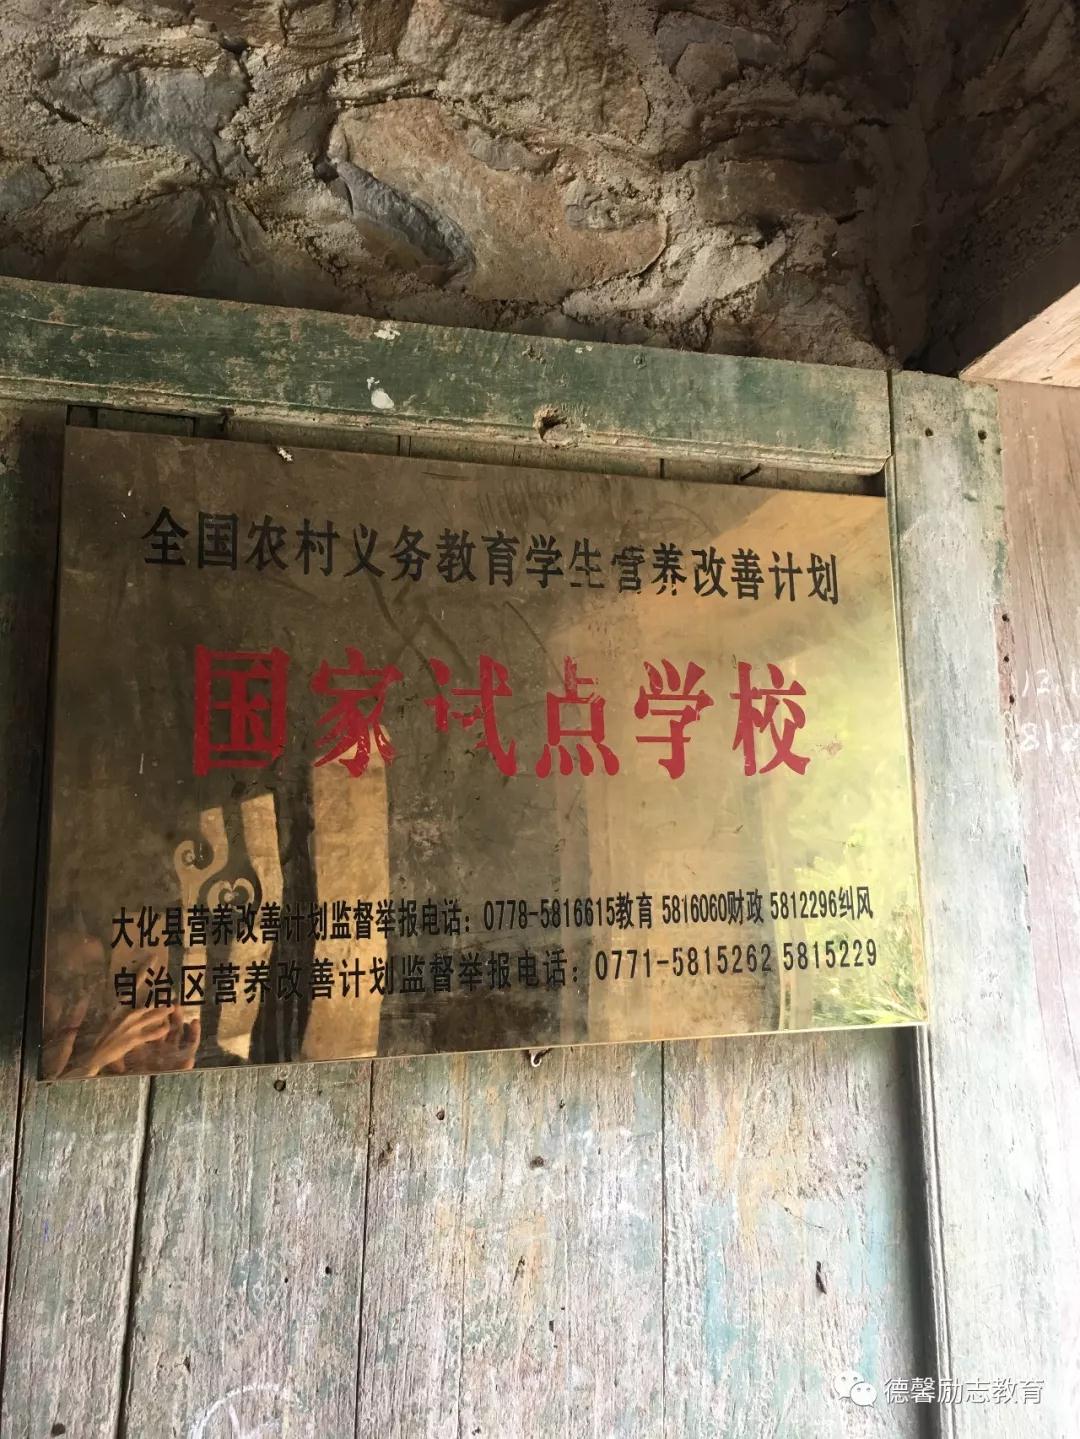 全国农村义务教育学生营养改善计划
国家试点学校
大化县营养改善计划监督举报电话：0778-5816615教育 5816060财政 5812296纠风
自治区营养改善计划监督举报电话：0771-5815262 5815229
德馨励志教育